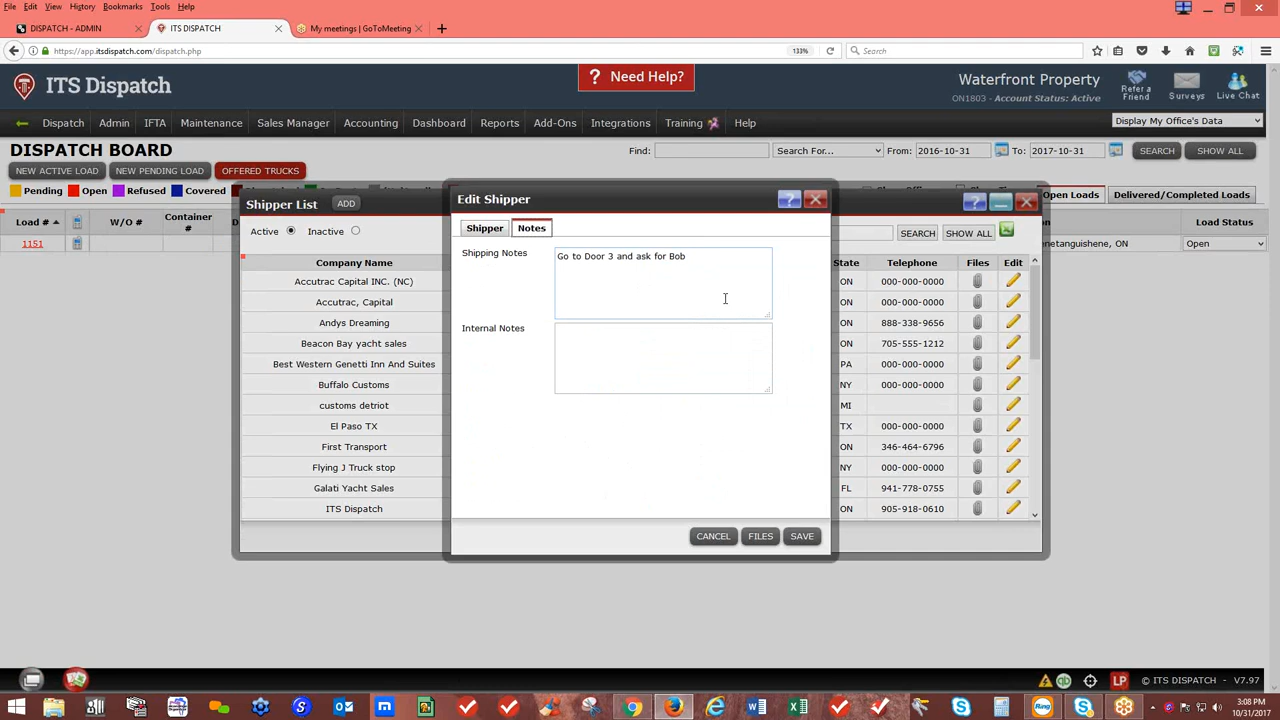 File Edit View History Bookmarks Tools Help
DISPATCH - ADMIN
ITS DISPATCH
My meetings | GoToMeeting
https://app.itsdispatch.com/dispatch.php
133%
Search
ITS Dispatch
Need Help?
Waterfront Property
ON1803 - Account Status: Active
Refer a Friend
Surveys
Live Chat
Dispatch Admin IFTA Maintenance Sales Manager Accounting Dashboard Reports Add-Ons Integrations Training Help
Display My Office's Data
DISPATCH BOARD
Find:
Search For...
From: 2016-10-31
To: 2017-10-31
SEARCH
SHOW ALL
NEW ACTIVE LOAD
NEW PENDING LOAD
OFFERED TRUCKS
Pending Open Refused Covered
Open Loads
Delivered/Completed Loads
Load # W/O # Container #
Load Status
1151
netanguishene, ON
Open
Shipper List
ADD
Active Inactive
SEARCH
SHOW ALL
Company Name State Telephone Files Edit
Accutrac Capital INC. (NC) ON 000-000-0000
Accutrac, Capital ON 000-000-0000
Andys Dreaming ON 888-338-9656
Beacon Bay yacht sales ON 705-555-1212
Best Western Genetti Inn And Suites PA 000-000-0000
Buffalo Customs NY 000-000-0000
customs detriot MI
El Paso TX TX 000-000-0000
First Transport ON 346-464-6796
Flying J Truck stop NY 000-000-0000
Galati Yacht Sales FL 941-778-0755
ITS Dispatch ON 905-918-0610
Edit Shipper
Shipper
Notes
Shipping Notes
Go to Door 3 and ask for Bob
Internal Notes
CANCEL
FILES
SAVE
LP
© ITS DISPATCH - V7.97
3:08 PM
10/31/2017